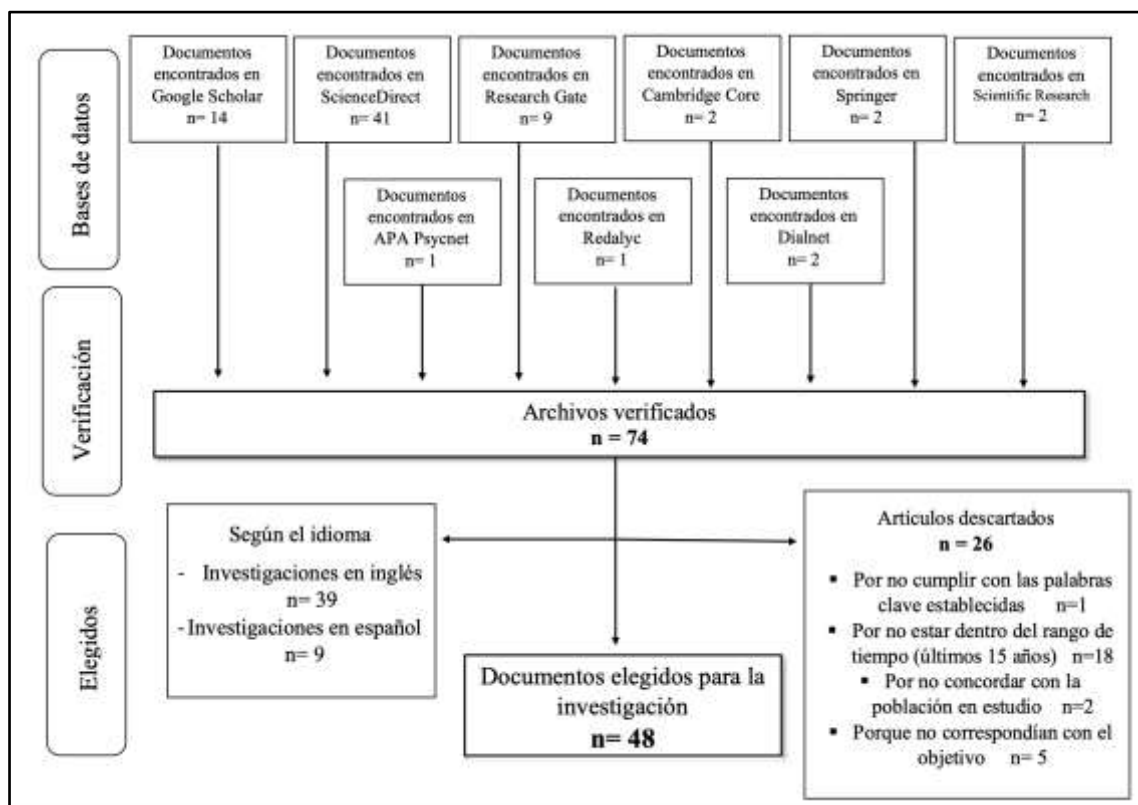 Bases de datos
Documentos
encontrados en
Google Scholar
n= 14
Documentos
encontrados en
ScienceDirect
n= 41
Documentos
encontrados en
Research Gate
n= 9
Documentos
encontrados en
Cambridge Core
n= 2
Documentos
encontrados en
Springer
n= 2
Documentos
encontrados en
Scientific Research
n= 2
Documentos
encontrados en
APA Psycnet
n= 1
Documentos
encontrados en
Redalyc
n= 1
Documentos
encontrados en
Dialnet
n= 2
Verificación
Archivos verificados
n = 74
Elegidos
Según el idioma
- Investigaciones en inglés
n= 39
-Investigaciones en español
n= 9
Documentos elegidos para la
investigación
n= 48
Artículos descartados
n = 26
▪ Por no cumplir con las palabras
clave establecidas n=1
▪ Por no estar dentro del rango de
tiempo (últimos 15 años) n=18
▪ Por no concordar con la
población en estudio n=2
▪ Porque no correspondían con el
objetivo n= 5